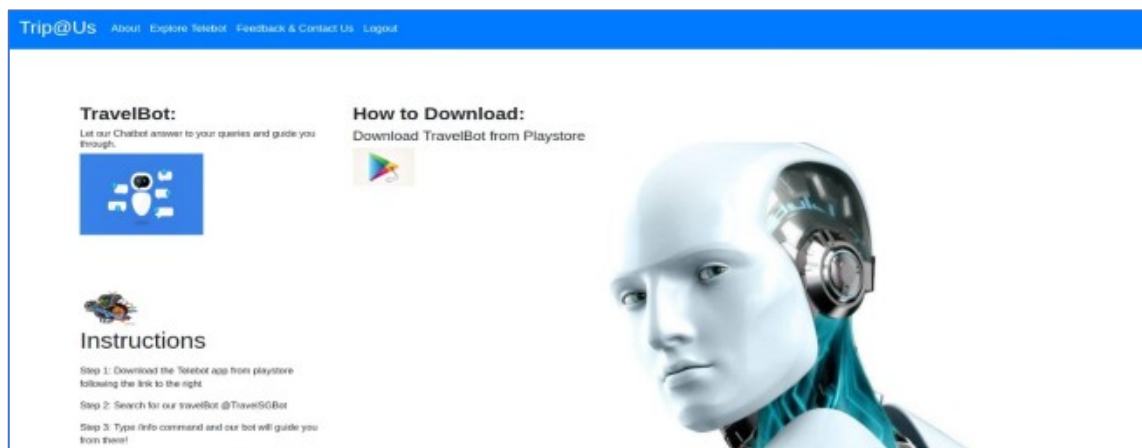 Trip@Us About Explore Telebot Feedback & Contact Us Logout
TravelBot:
Let our Chatbot answer to your queries and guide you
through.
How to Download:
Download TravelBot from Playstore
Instructions
Step 1: Download the Telebot app from playstore
following the link to the right
Step 2: Search for our travelBot @TravelSGBot
Step 3: Type /info command and our bot will guide you
from there!